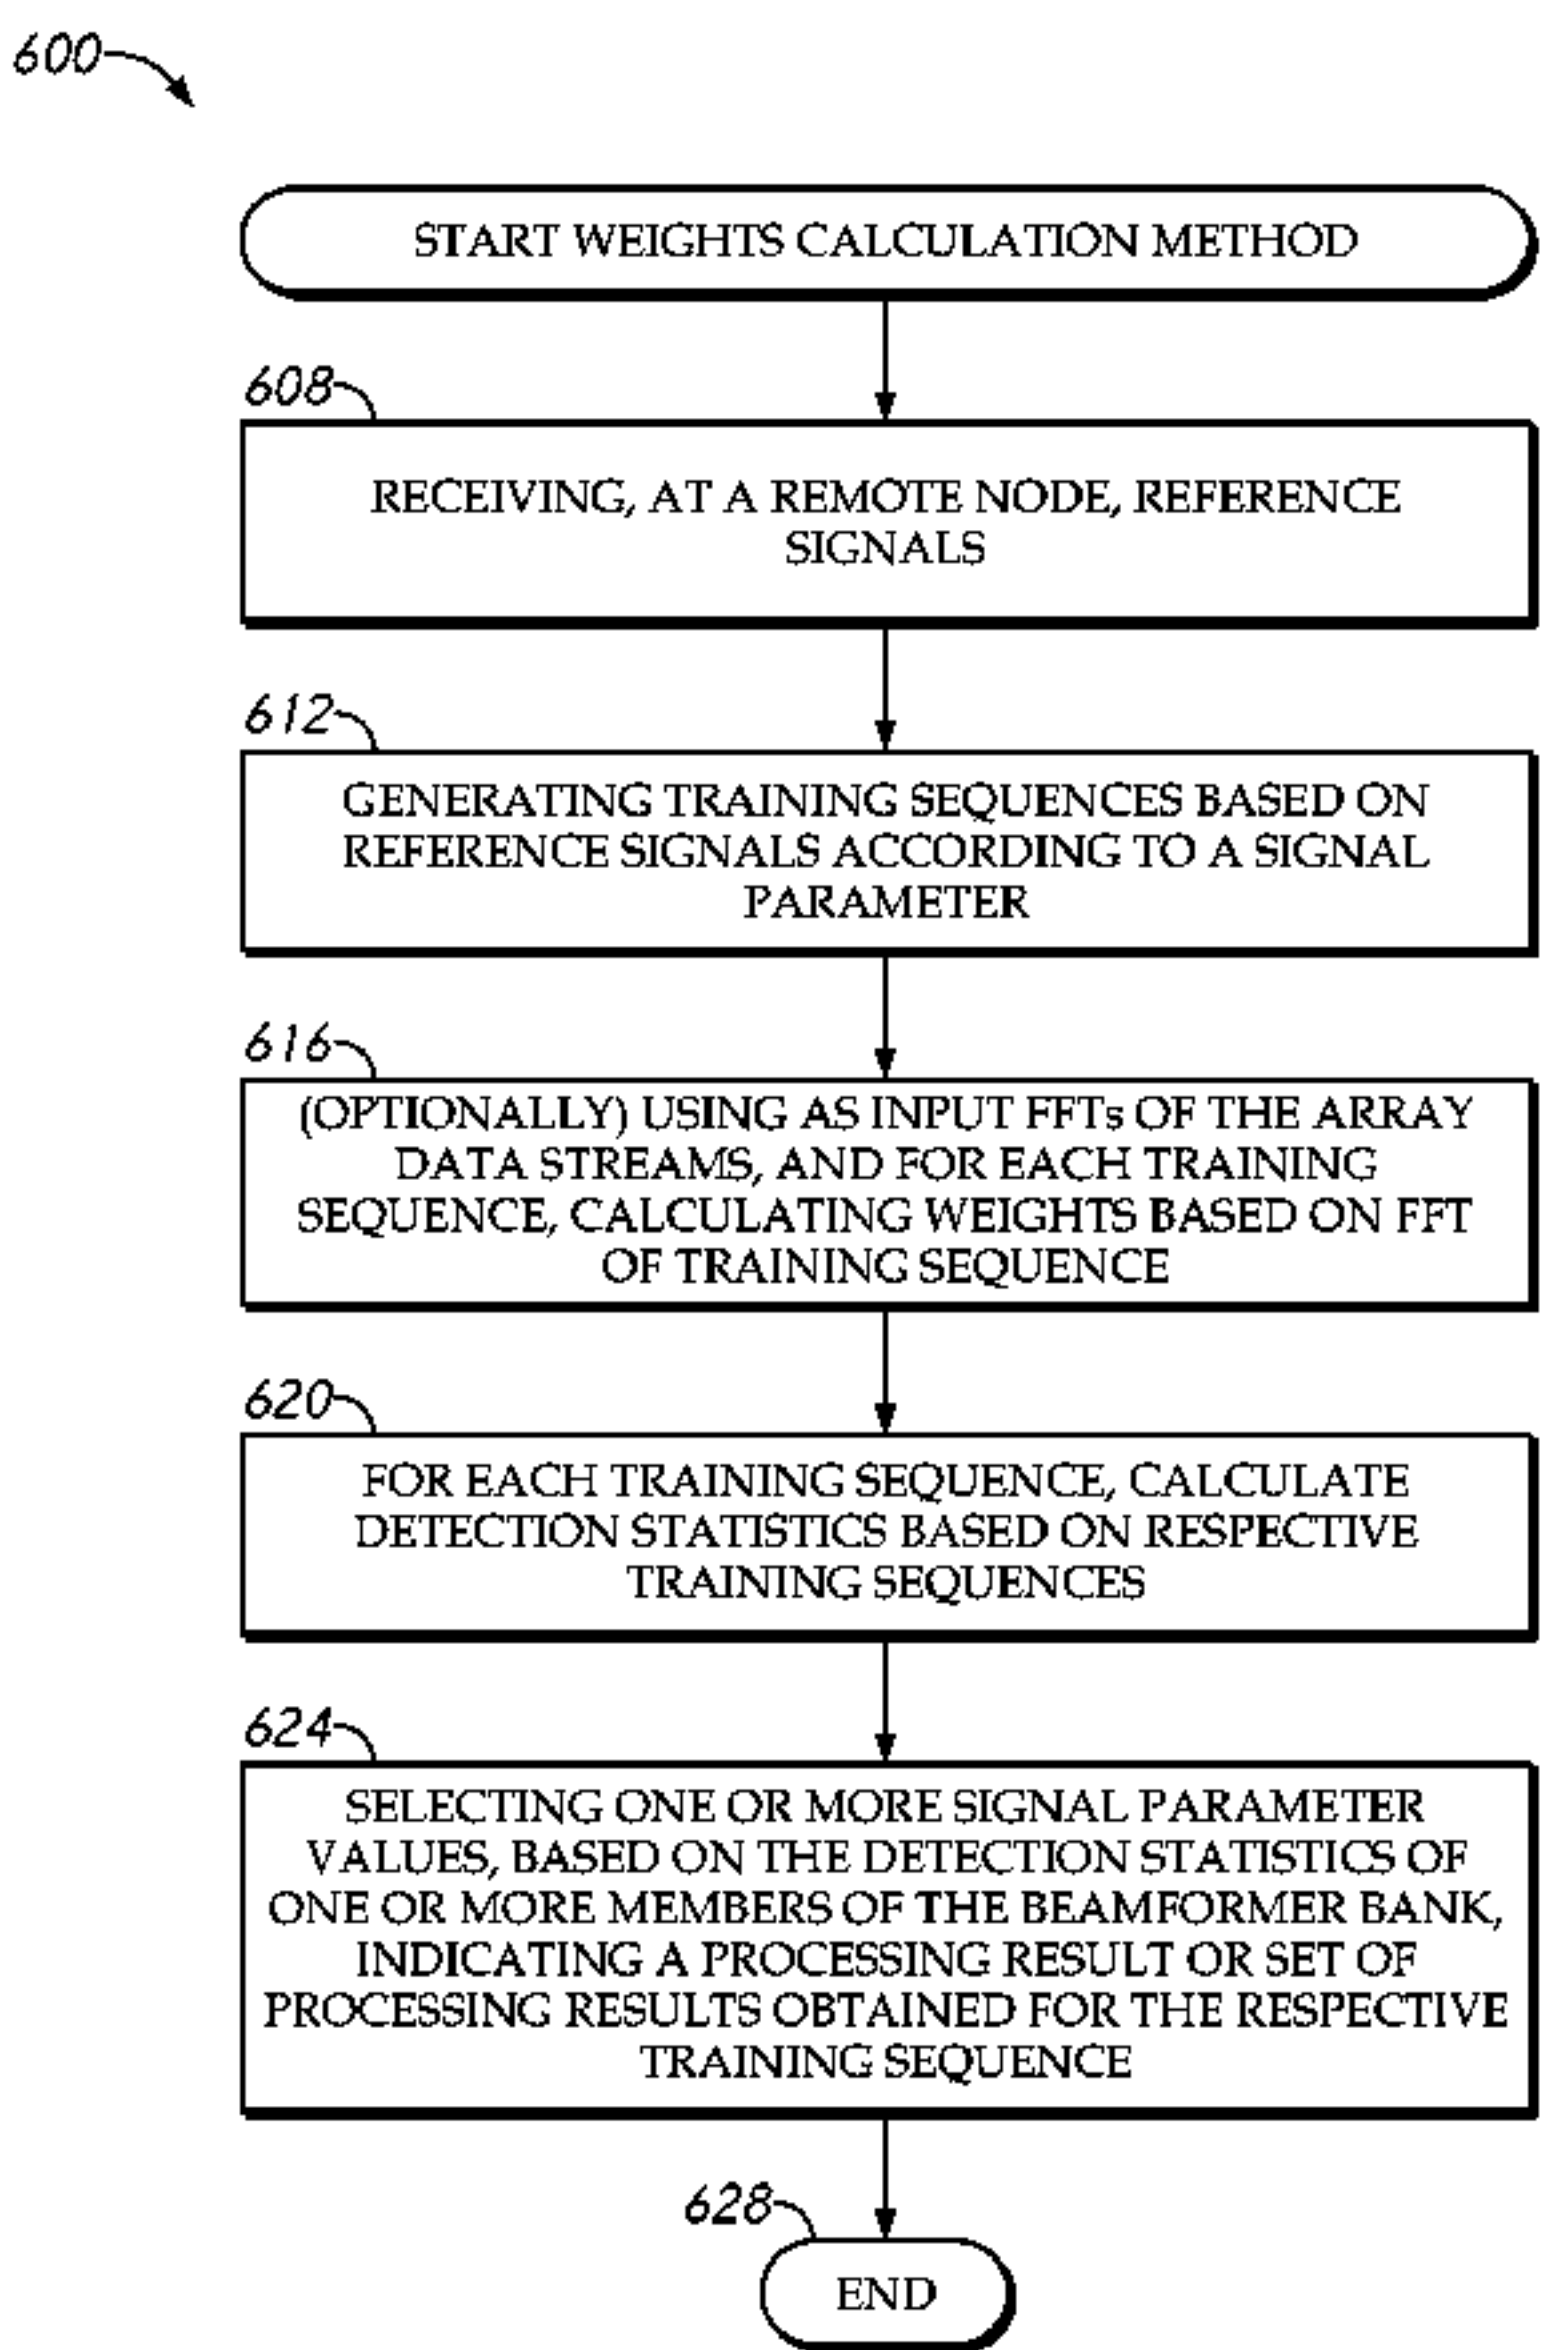 600
START WEIGHTS CALCULATION METHOD
608
RECEIVING, AT A REMOTE NODE, REFERENCE
SIGNALS
612
GENERATING TRAINING SEQUENCES BASED ON
REFERENCE SIGNALS ACCORDING TO A SIGNAL
PARAMETER
616
(OPTIONALLY) USING AS INPUT FFTs OF THE ARRAY
DATA STREAMS, AND FOR EACH TRAINING
SEQUENCE, CALCULATING WEIGHTS BASED ON FFT
OF TRAINING SEQUENCE
620
FOR EACH TRAINING SEQUENCE, CALCULATE
DETECTION STATISTICS BASED ON RESPECTIVE
TRAINING SEQUENCES
624
SELECTING ONE OR MORE SIGNAL PARAMETER
VALUES, BASED ON THE DETECTION STATISTICS OF
ONE OR MORE MEMBERS OF THE BEAMFORMER BANK,
INDICATING A PROCESSING RESULT OR SET OF
PROCESSING RESULTS OBTAINED FOR THE RESPECTIVE
TRAINING SEQUENCE
628
END